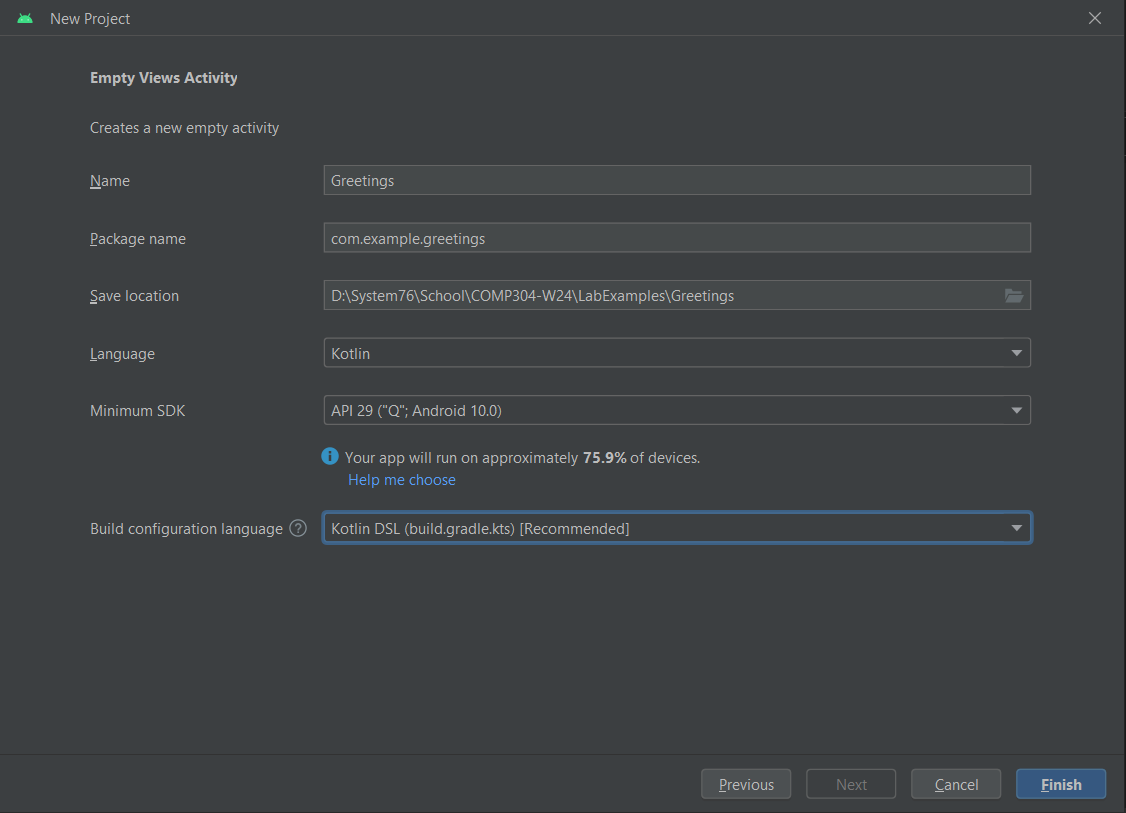 New Project
Empty Views Activity
Creates a new empty activity
Name Greetings
Package name com.example.greetings
Save location D:\System76\School\COMP304-W24\LabExamples\Greetings
Language Kotlin
Minimum SDK API 29 ("Q"; Android 10.0)
Your app will run on approximately 75.9% of devices.
Help me choose
Build configuration language ? Kotlin DSL (build.gradle.kts) [Recommended]
Previous Next Cancel Finish